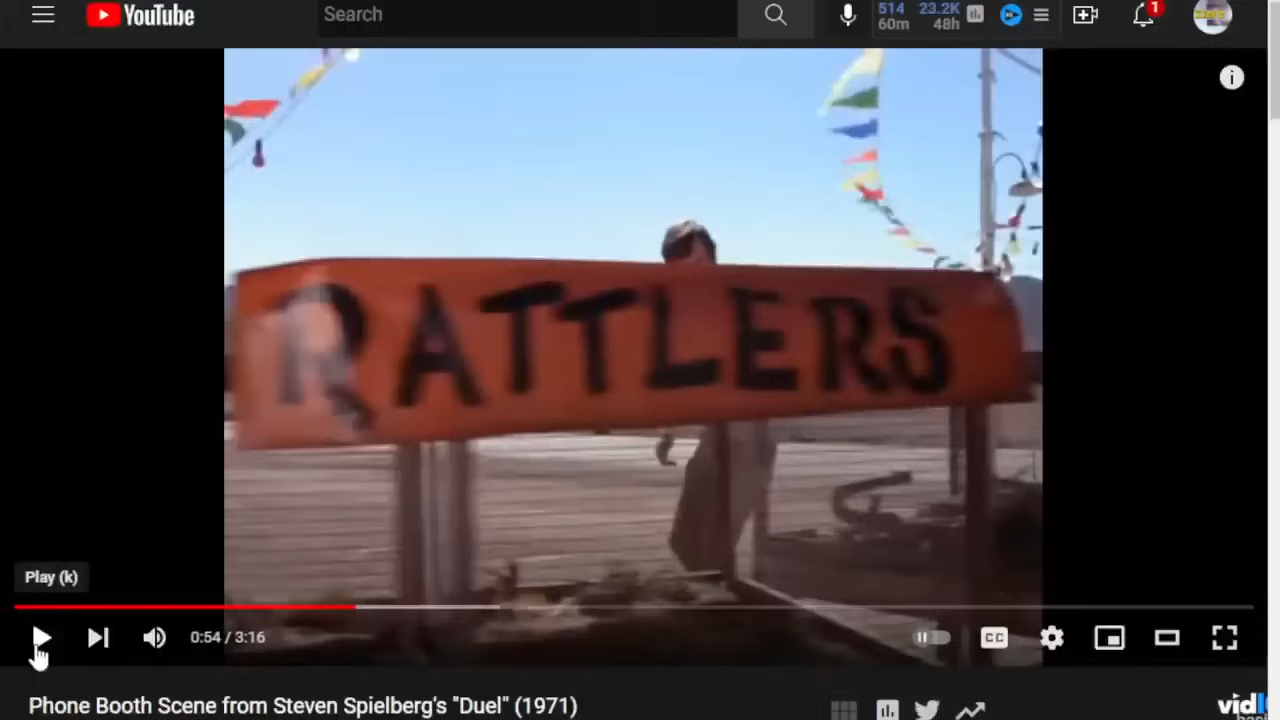 YouTube
Search
514 23.2K
60m 48h
1
RATTLERS
Play (k)
0:54 / 3:16
CC
Phone Booth Scene from Steven Spielberg's "Duel" (1971)